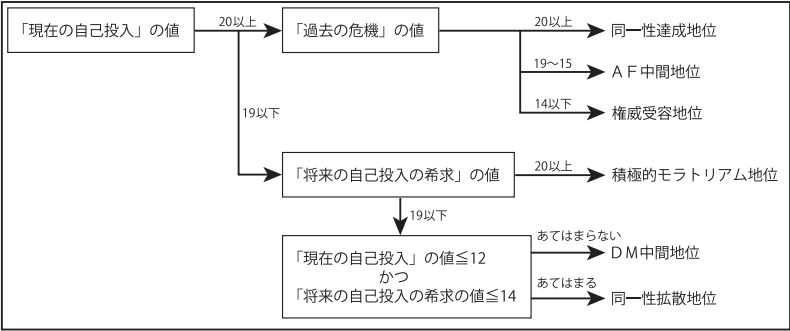 「現在の自己投入」の値
20以上
「過去の危機」の値
20以上
同一性達成地位
19〜15
ＡＦ中間地位
14以下
権威受容地位
19以下
「将来の自己投入の希求」の値
20以上
積極的モラトリアム地位
19以下
「現在の自己投入」の値≦12
かつ
「将来の自己投入の希求の値≦14
あてはまらない
ＤＭ中間地位
あてはまる
同一性拡散地位